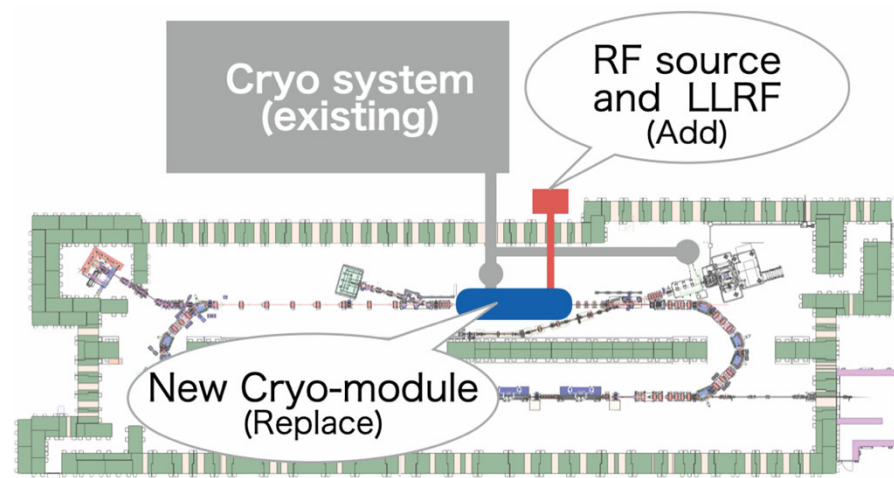 Cryo system
(existing)
RF source
and LLRF
(Add)
New Cryo-module
(Replace)